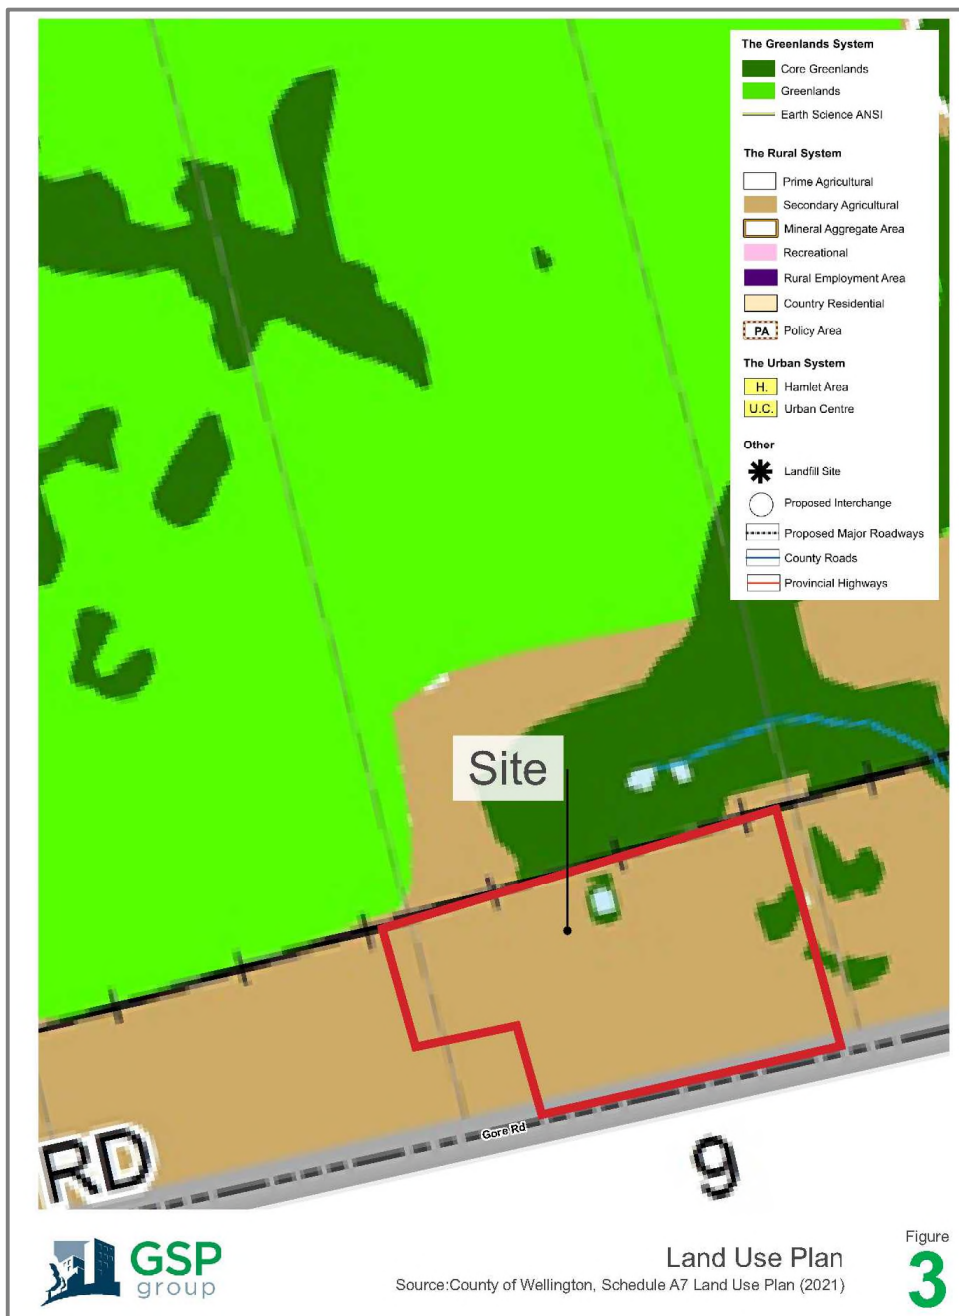 The Greenlands System
Core Greenlands
Greenlands
Earth Science ANSI
The Rural System
Prime Agricultural
Secondary Agricultural
Mineral Aggregate Area
Recreational
Rural Employment Area
Country Residential
PA Policy Area
The Urban System
H. Hamlet Area
U.C. Urban Centre
Other
Landfill Site
Proposed Interchange
Proposed Major Roadways
County Roads
Provincial Highways
Site
Gore Rd
RD
9
GSP
group
Land Use Plan
Source:County of Wellington, Schedule A7 Land Use Plan (2021)
Figure
3